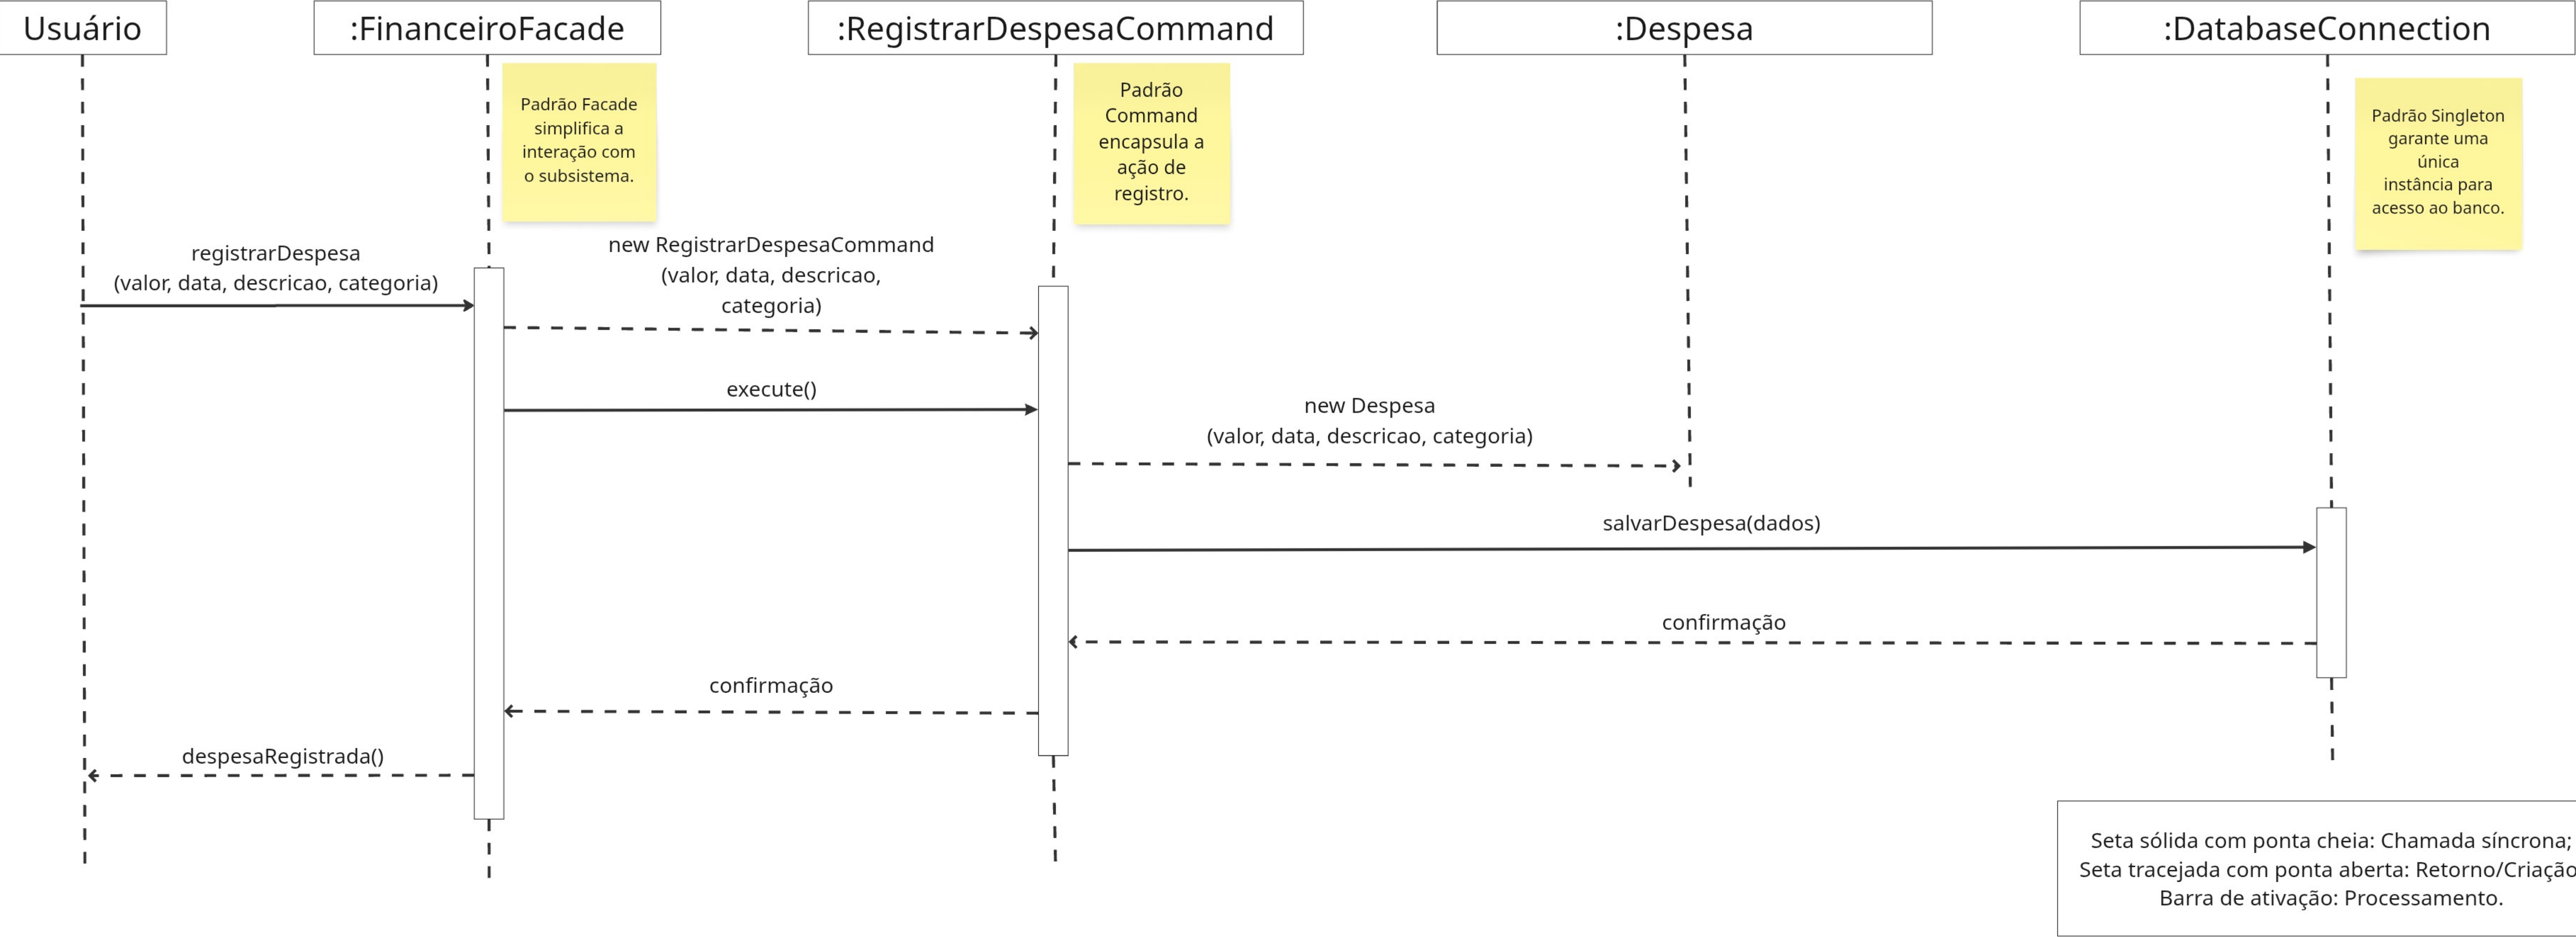 Usuário
:FinanceiroFacade
:RegistrarDespesaCommand
:Despesa
:DatabaseConnection
Padrão Facade
simplifica a
interação com
o subsistema.
Padrão
Command
encapsula a
ação de
registro.
Padrão Singleton
garante uma
única
instância para
acesso ao banco.
registrarDespesa
(valor, data, descricao, categoria)
new RegistrarDespesaCommand
(valor, data, descricao,
categoria)
execute()
new Despesa
(valor, data, descricao, categoria)
salvarDespesa(dados)
confirmação
confirmação
despesaRegistrada()
Seta sólida com ponta cheia: Chamada síncrona;
Seta tracejada com ponta aberta: Retorno/Criação
Barra de ativação: Processamento.